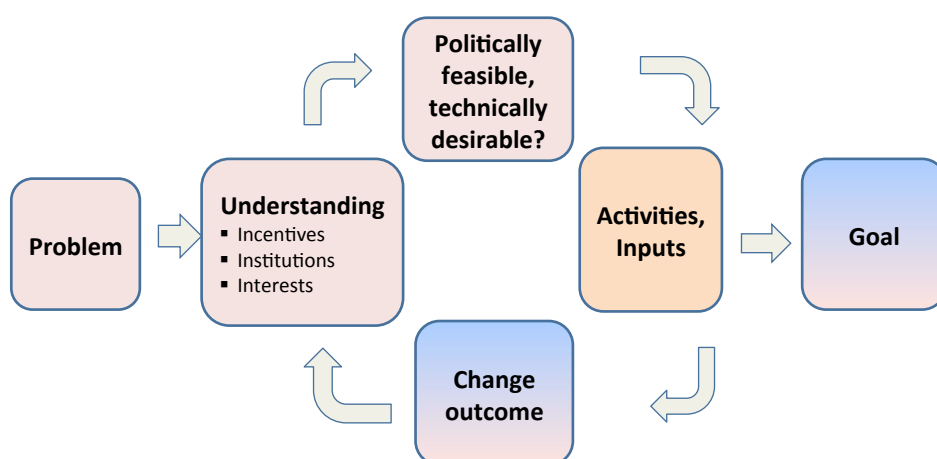 Politically
feasible,
technically
desirable?
Problem
Understanding
▪ Incentives
▪ Institutions
▪ Interests
Activities,
Inputs
Goal
Change
outcome